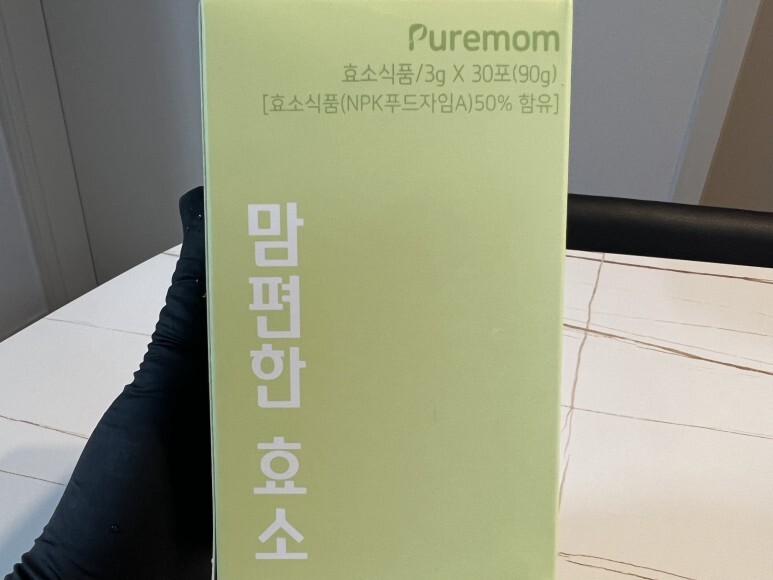 Puremom
효소식품/3g X 30포(90g)
[효소식품(NPK푸드자임A)50% 함유]
맘편한 효소